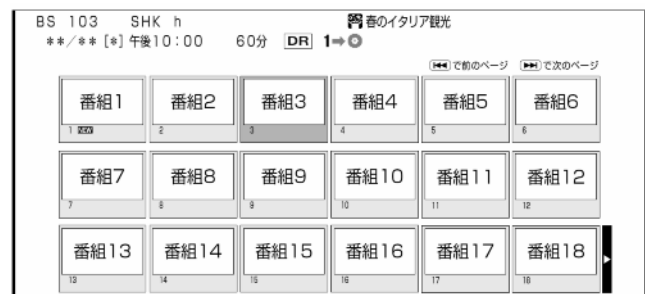 BS 103 SHK h 春のイタリア観光
**/** [*] 午後10:00 60分 DR 1⇒
で前のページ で次のページ
番組1 番組2 番組3 番組4 番組5 番組6
1 NEW 2 3 4 5 6
番組7 番組8 番組9 番組10 番組11 番組12
7 8 9 10 11 12
番組13 番組14 番組15 番組16 番組17 番組18
13 14 15 16 17 18